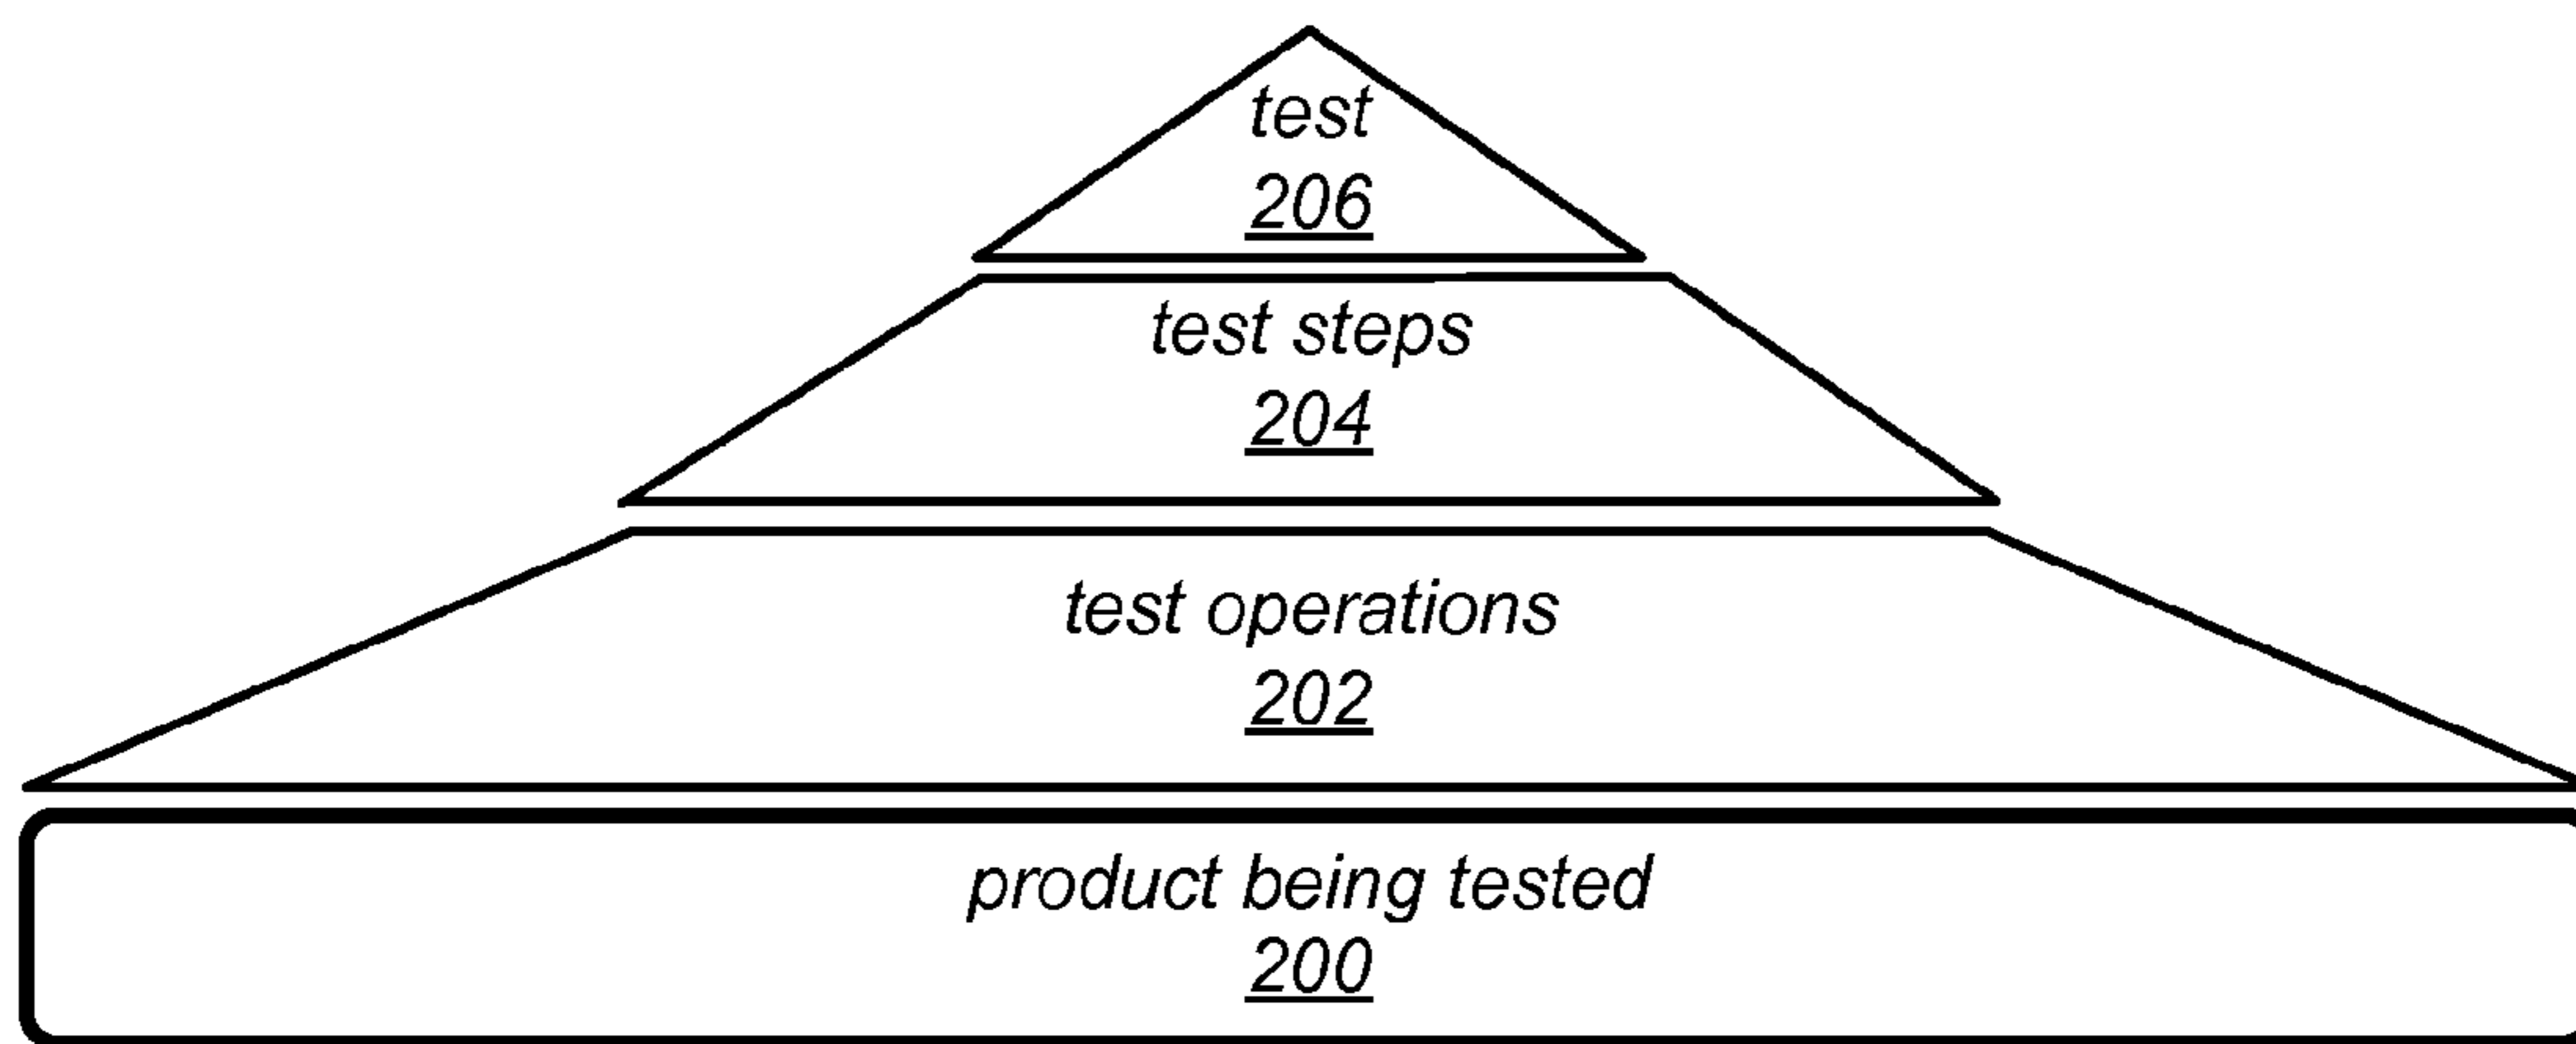 test
206
test steps
204
test operations
202
product being tested
200